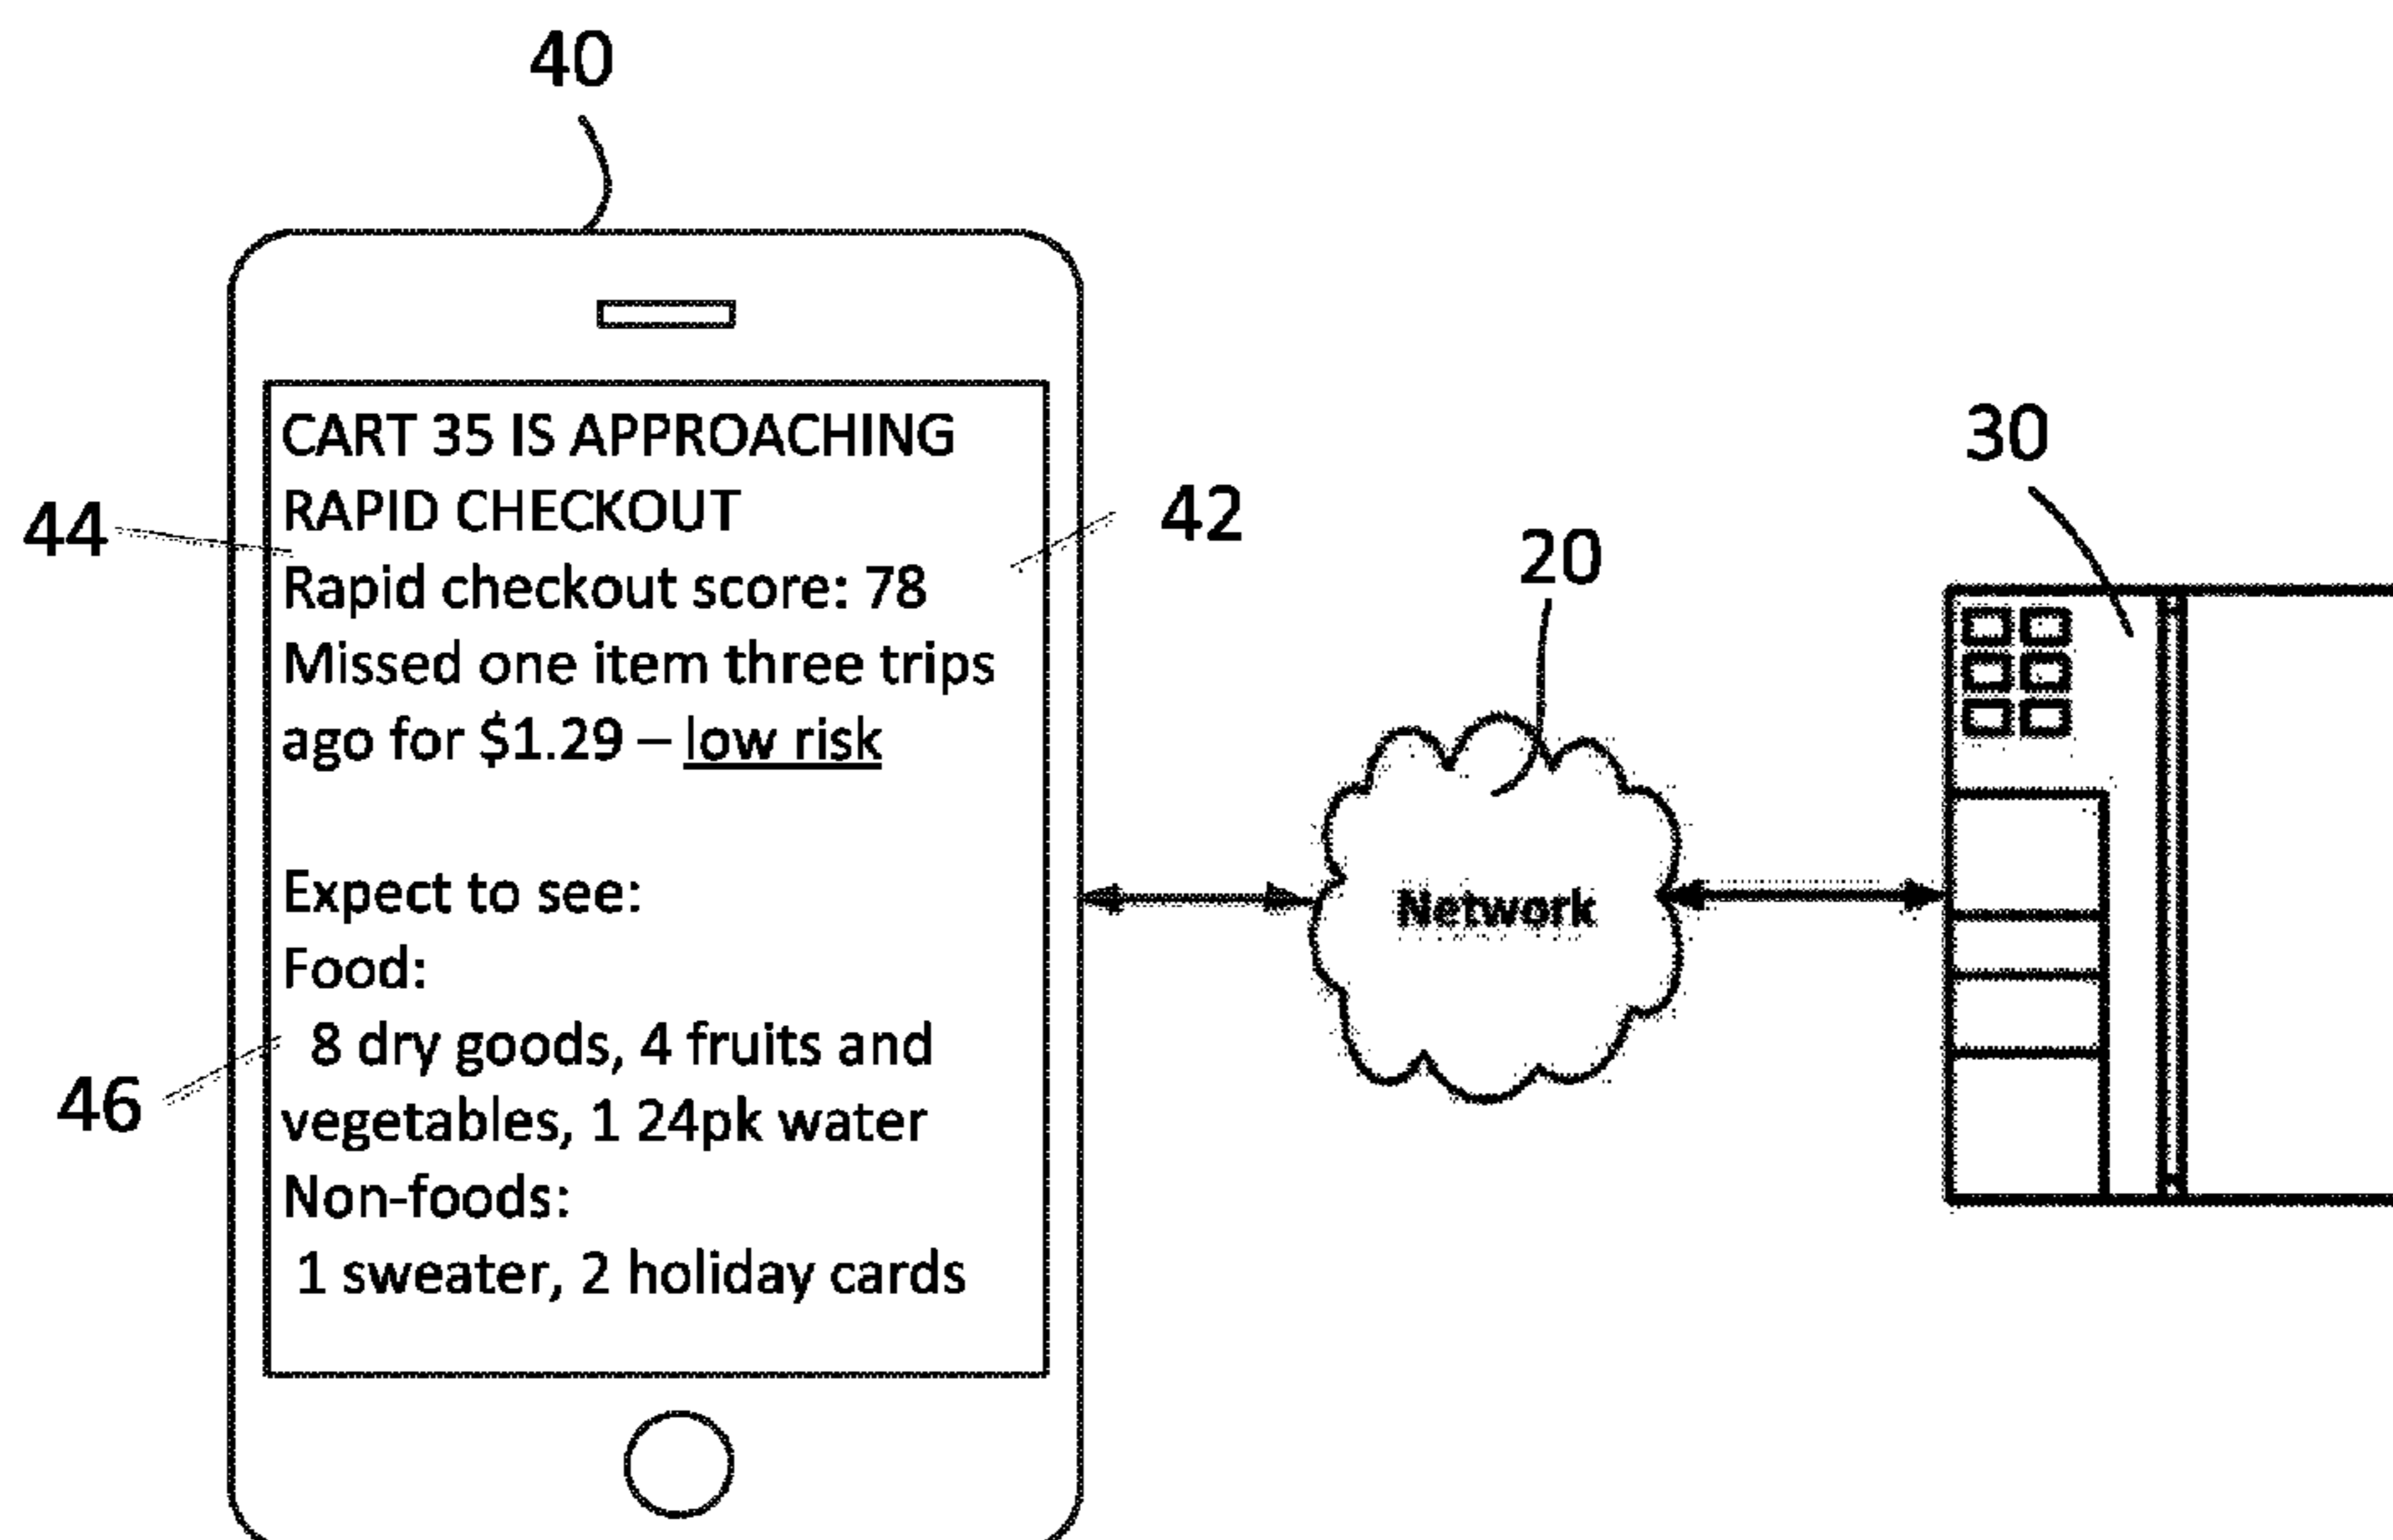 40
CART 35 IS APPROACHING
RAPID CHECKOUT
Rapid checkout score: 78
Missed one item three trips
ago for $1.29 – low risk
Expect to see:
Food:
8 dry goods, 4 fruits and
vegetables, 1 24pk water
Non-foods:
1 sweater, 2 holiday cards
44
42
46
20
Network
30